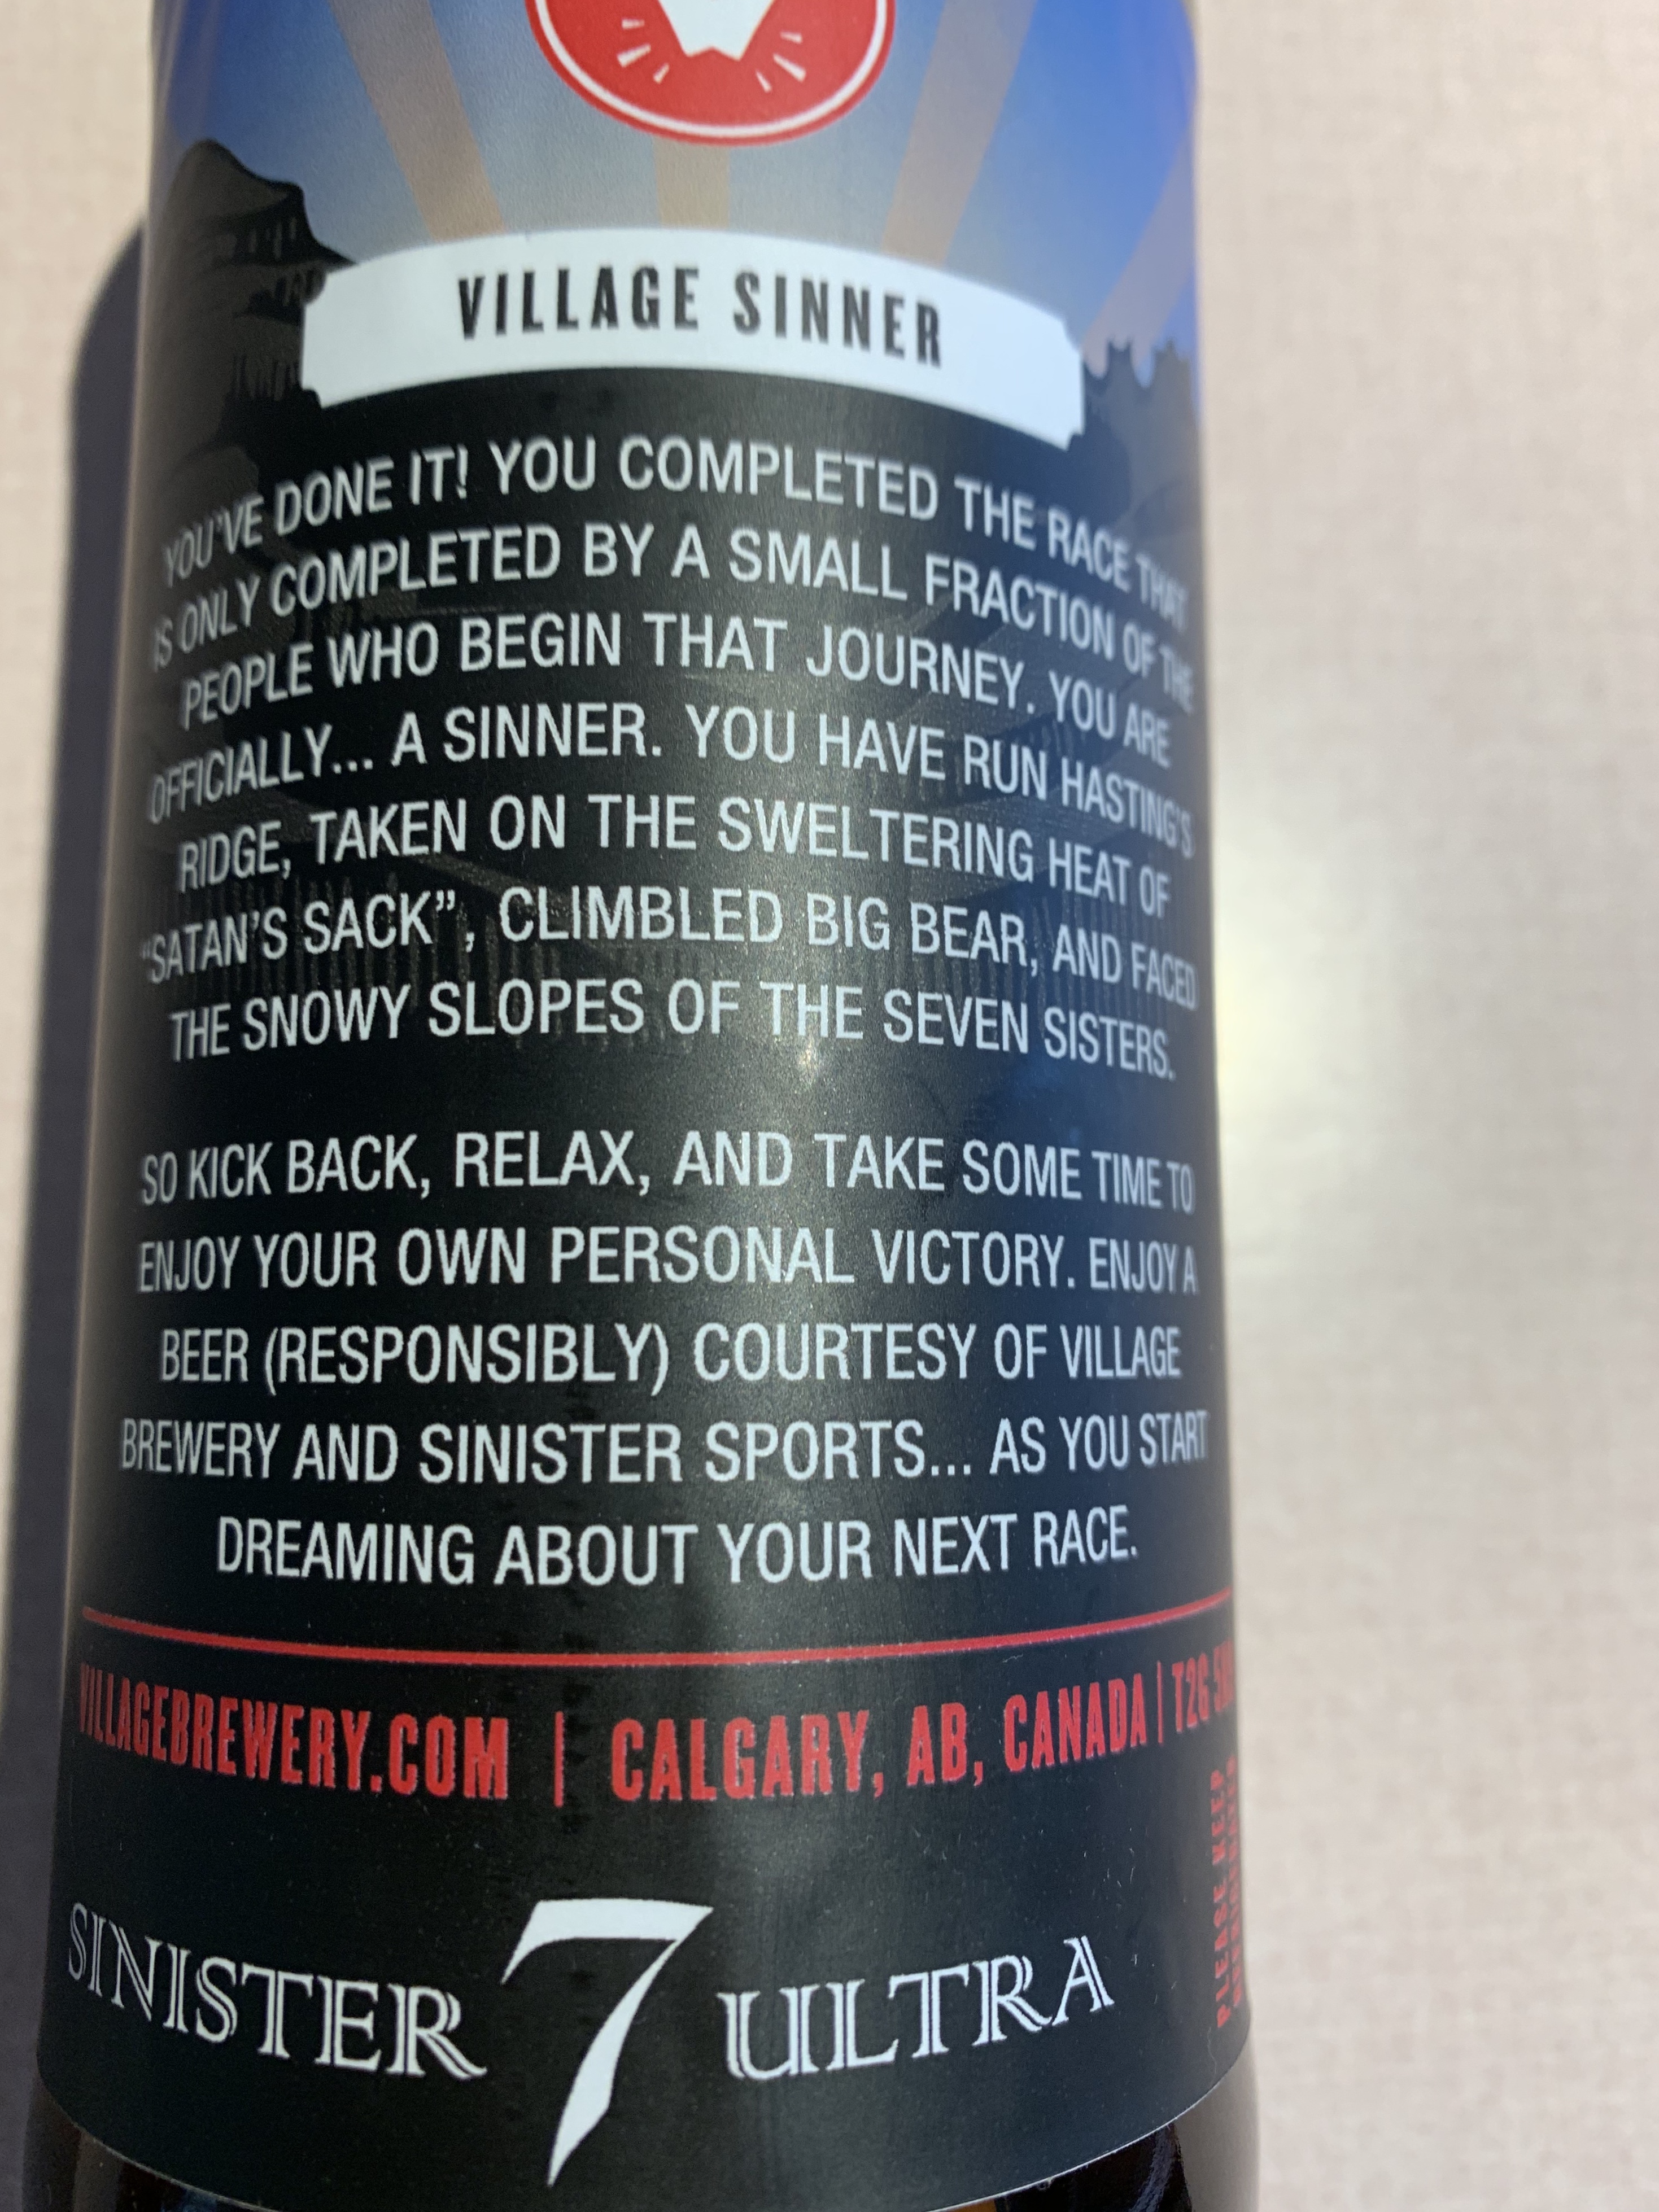 VILLAGE SINNER
YOU'VE DONE IT! YOU COMPLETED THE RACE THAT
IS ONLY COMPLETED BY A SMALL FRACTION OF THE
PEOPLE WHO BEGIN THAT JOURNEY. YOU ARE
OFFICIALLY... A SINNER. YOU HAVE RUN HASTING'S
RIDGE, TAKEN ON THE SWELTERING HEAT OF
“SATAN'S SACK”, CLIMBLED BIG BEAR, AND FACED
THE SNOWY SLOPES OF THE SEVEN SISTERS.
SO KICK BACK, RELAX, AND TAKE SOME TIME TO
ENJOY YOUR OWN PERSONAL VICTORY. ENJOY A
BEER (RESPONSIBLY) COURTESY OF VILLAGE
BREWERY AND SINISTER SPORTS... AS YOU START
DREAMING ABOUT YOUR NEXT RACE.
VILLAGEBREWERY.COM | CALGARY, AB, CANADA | T2G
PLEASE KEEP
SINISTER 7 ULTRA